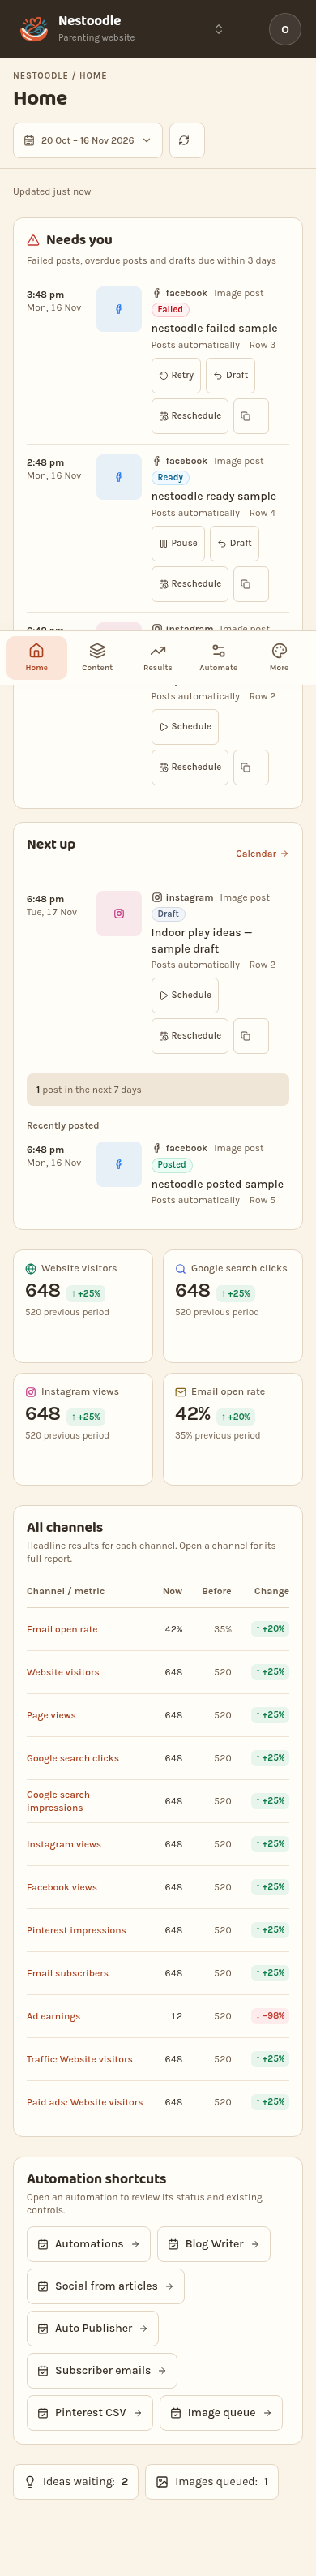 Nestoodle
Parenting website
O
NESTOODLE / HOME
Home
20 Oct – 16 Nov 2026
Updated just now
Needs you
Failed posts, overdue posts and drafts due within 3 days
3:48 pm
Mon, 16 Nov
facebook Image post
Failed
nestoodle failed sample
Posts automatically Row 3
Retry
Draft
Reschedule
2:48 pm
Mon, 16 Nov
facebook Image post
Ready
nestoodle ready sample
Posts automatically Row 4
Pause
Draft
Reschedule
Home
Content
Results
Automate
More
Posts automatically Row 2
Schedule
Reschedule
Next up
Calendar →
6:48 pm
Tue, 17 Nov
instagram Image post
Draft
Indoor play ideas —
sample draft
Posts automatically Row 2
Schedule
Reschedule
1 post in the next 7 days
Recently posted
6:48 pm
Mon, 16 Nov
facebook Image post
Posted
nestoodle posted sample
Posts automatically Row 5
Website visitors
648 ↑ +25%
520 previous period
Google search clicks
648 ↑ +25%
520 previous period
Instagram views
648 ↑ +25%
520 previous period
Email open rate
42% ↑ +20%
35% previous period
All channels
Headline results for each channel. Open a channel for its
full report.
Channel / metric Now Before Change
Email open rate 42% 35% ↑ +20%
Website visitors 648 520 ↑ +25%
Page views 648 520 ↑ +25%
Google search clicks 648 520 ↑ +25%
Google search
impressions 648 520 ↑ +25%
Instagram views 648 520 ↑ +25%
Facebook views 648 520 ↑ +25%
Pinterest impressions 648 520 ↑ +25%
Email subscribers 648 520 ↑ +25%
Ad earnings 12 520 ↓ −98%
Traffic: Website visitors 648 520 ↑ +25%
Paid ads: Website visitors 648 520 ↑ +25%
Automation shortcuts
Open an automation to review its status and existing
controls.
Automations →
Blog Writer →
Social from articles →
Auto Publisher →
Subscriber emails →
Pinterest CSV →
Image queue →
Ideas waiting: 2
Images queued: 1